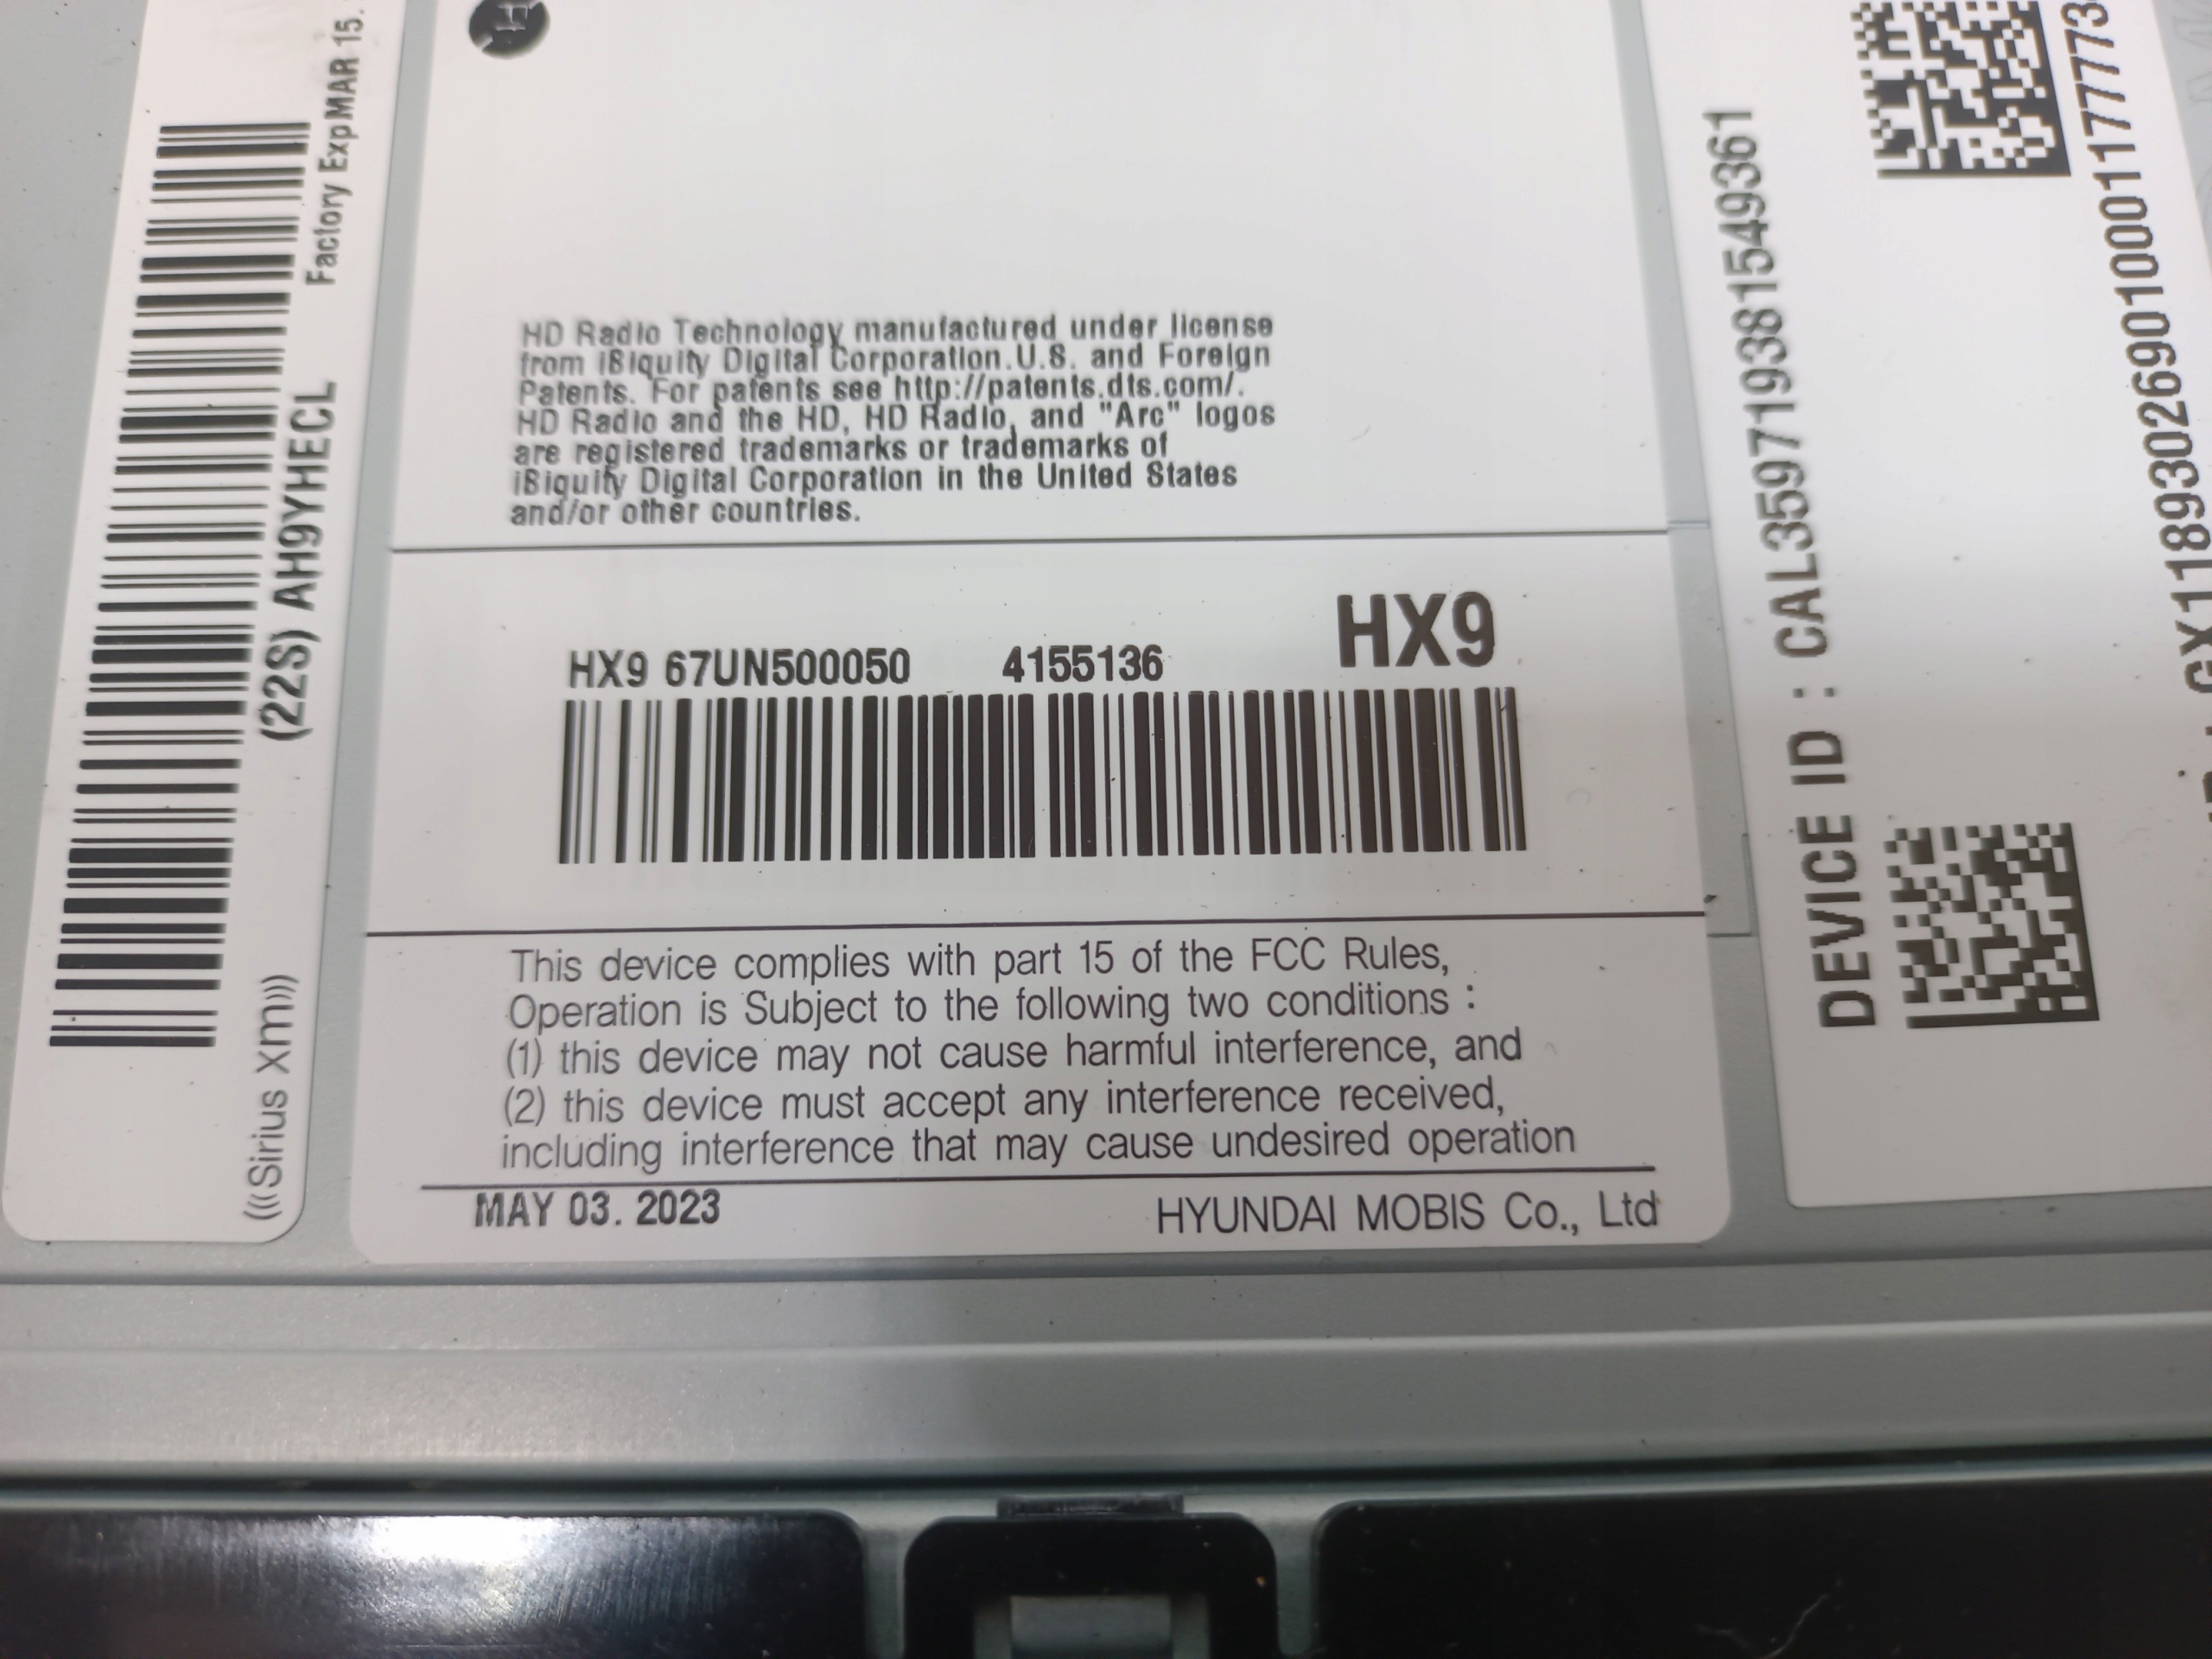 (((Sirius xm)))
(22S) AH9YHECL
Factory ExpMAR 15.
HD Radio Technology manufactured under license
from iBiquity Digital Corporation.U.S. and Foreign
Patents. For patents see http://patents.dts.com/.
HD Radio and the HD, HD Radio, and "Arc" logos
are registered trademarks or trademarks of
iBiquity Digital Corporation in the United States
and/or other countries.
HX9 67UN500050 4155136 HX9
This device complies with part 15 of the FCC Rules,
Operation is Subject to the following two conditions :
(1) this device may not cause harmful interference, and
(2) this device must accept any interference received,
including interference that may cause undesired operation
MAY 03. 2023 HYUNDAI MOBIS Co., Ltd
DEVICE ID : CAL359719381549361